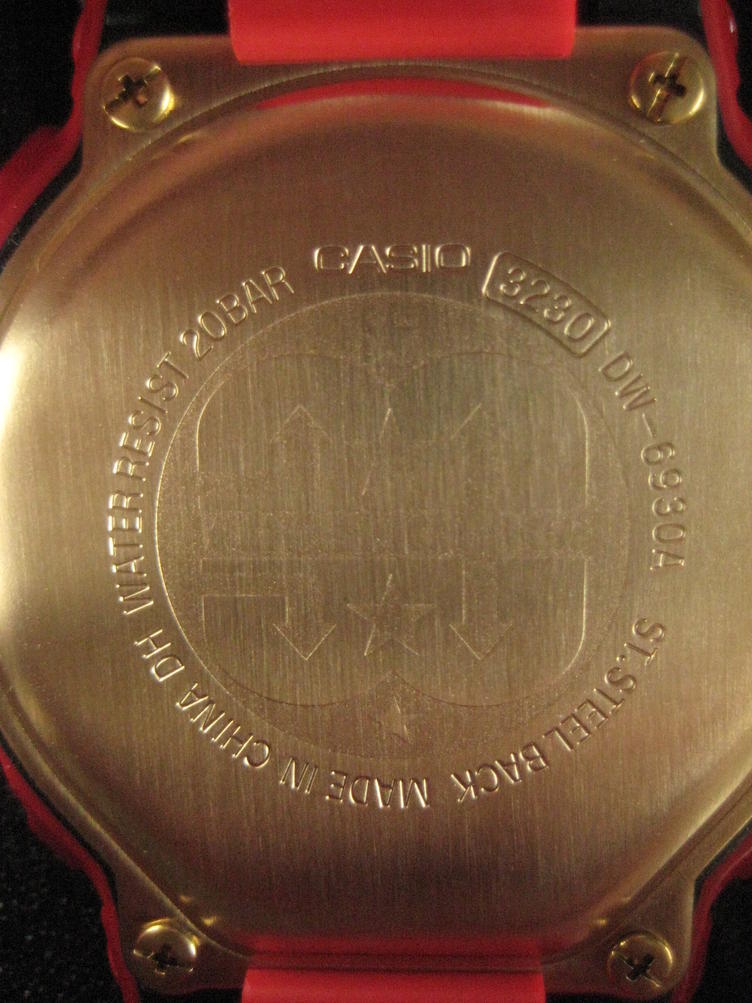 CASIO
3230
DW-6930A
ST. STEEL BACK
MADE IN CHINA DH
WATER RESIST 20BAR